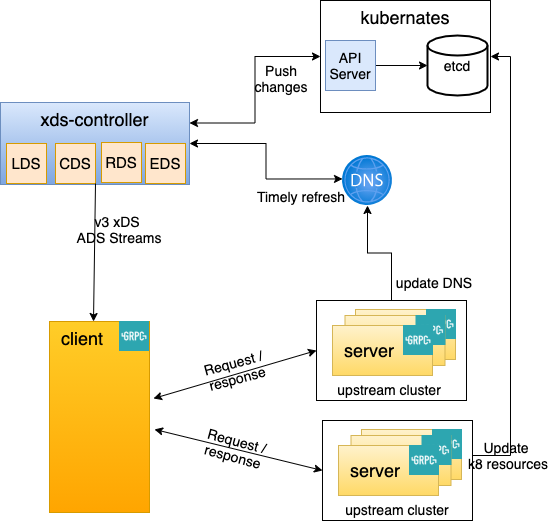 kubernates
API
Server
etcd
Push
changes
xds-controller
LDS
CDS
RDS
EDS
DNS
Timely refresh
v3 xDS
ADS Streams
update DNS
client
GRPC
Request /
response
server
GRPC
upstream cluster
Request /
response
server
GRPC
upstream cluster
Update
k8 resources